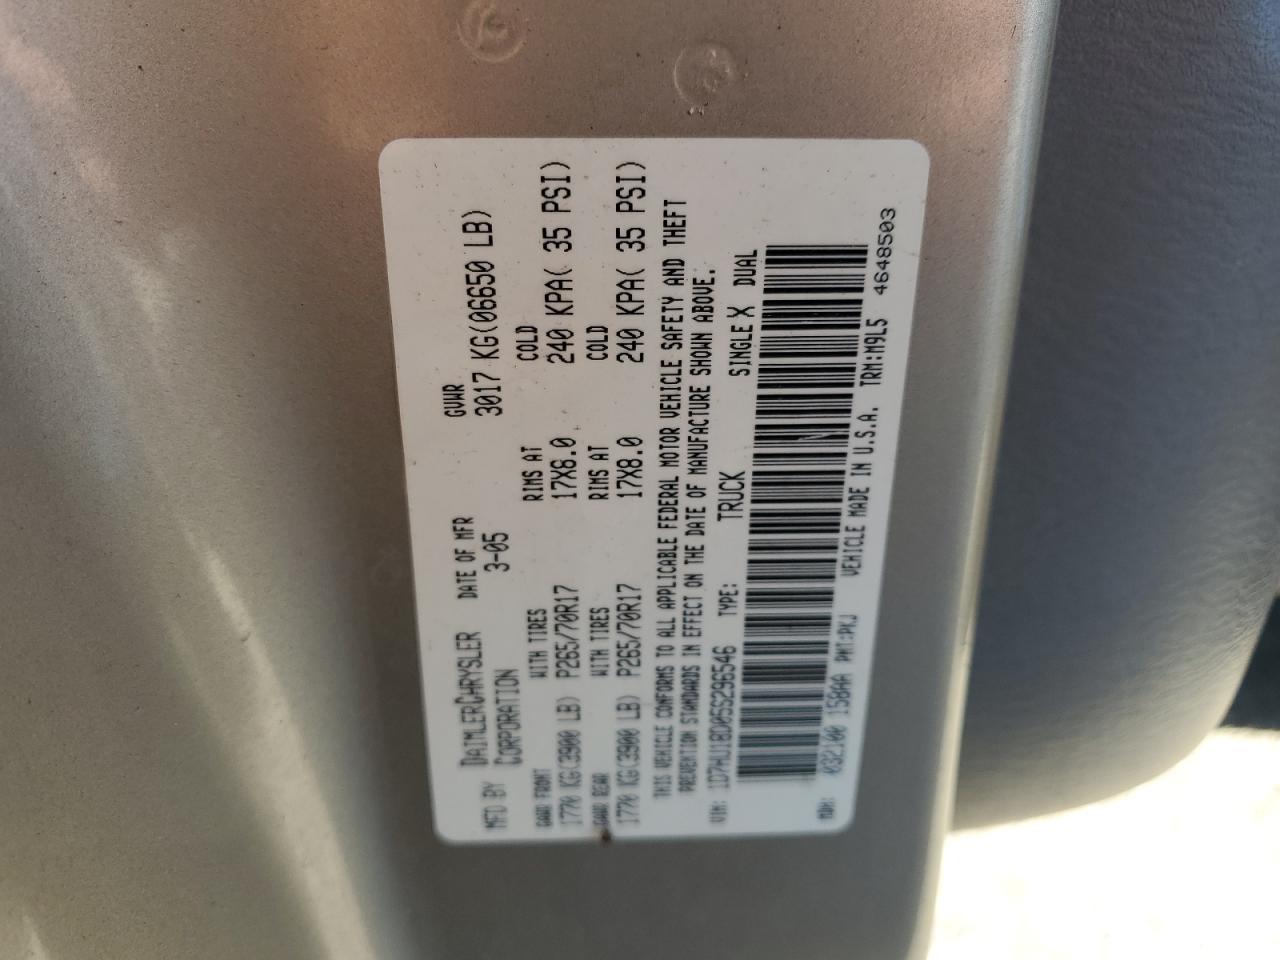 MFD BY DAIMLERCHRYSLER CORPORATION DATE OF MFR 3-05 GVWR 3017 KG(06650 LB)
GAWR FRONT WITH TIRES RIMS AT COLD
1770 KG(3900 LB) P265/70R17 17X8.0 240 KPA( 35 PSI)
GAWR REAR WITH TIRES RIMS AT COLD
1770 KG(3900 LB) P265/70R17 17X8.0 240 KPA( 35 PSI)
THIS VEHICLE CONFORMS TO ALL APPLICABLE FEDERAL MOTOR VEHICLE SAFETY AND THEFT
PREVENTION STANDARDS IN EFFECT ON THE DATE OF MANUFACTURE SHOWN ABOVE.
VIN: 1D7HU18D05S296546 TYPE: TRUCK SINGLE X DUAL
MDH: 032100 158AA PNT:PKJ VEHICLE MADE IN U.S.A. TRM:M9L5 4648503